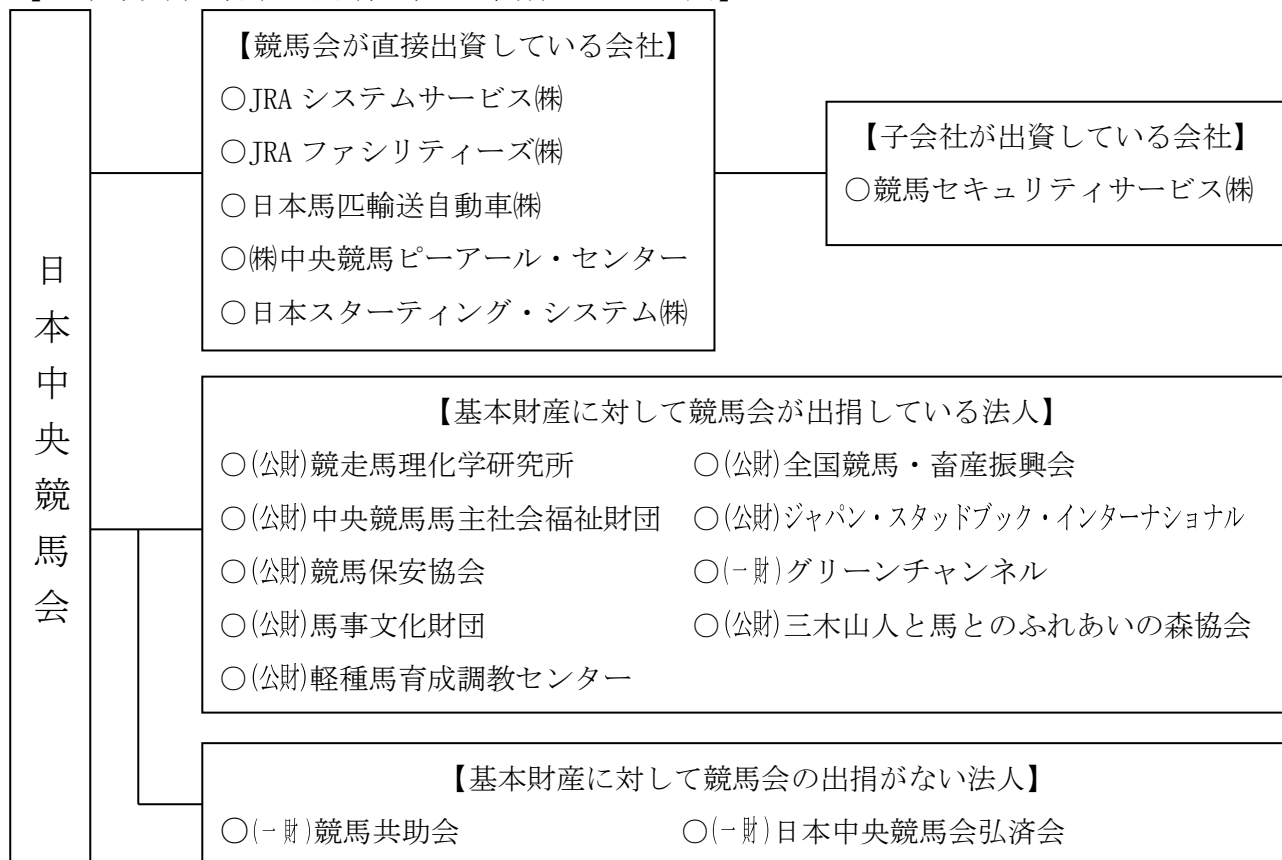 日本中央競馬会
【競馬会が直接出資している会社】
○JRA システムサービス㈱
○JRA ファシリティーズ㈱
○日本馬匹輸送自動車㈱
○㈱中央競馬ピーアール・センター
○日本スターティング・システム㈱
【子会社が出資している会社】
○競馬セキュリティサービス㈱
【基本財産に対して競馬会が出捐している法人】
○(公財)競走馬理化学研究所 ○(公財)全国競馬・畜産振興会
○(公財)中央競馬馬主社会福祉財団 ○(公財)ジャパン・スタッドブック・インターナショナル
○(公財)競馬保安協会 ○(一財)グリーンチャンネル
○(公財)馬事文化財団 ○(公財)三木山人と馬とのふれあいの森協会
○(公財)軽種馬育成調教センター
【基本財産に対して競馬会の出捐がない法人】
○(一財)競馬共助会 ○(一財)日本中央競馬会弘済会